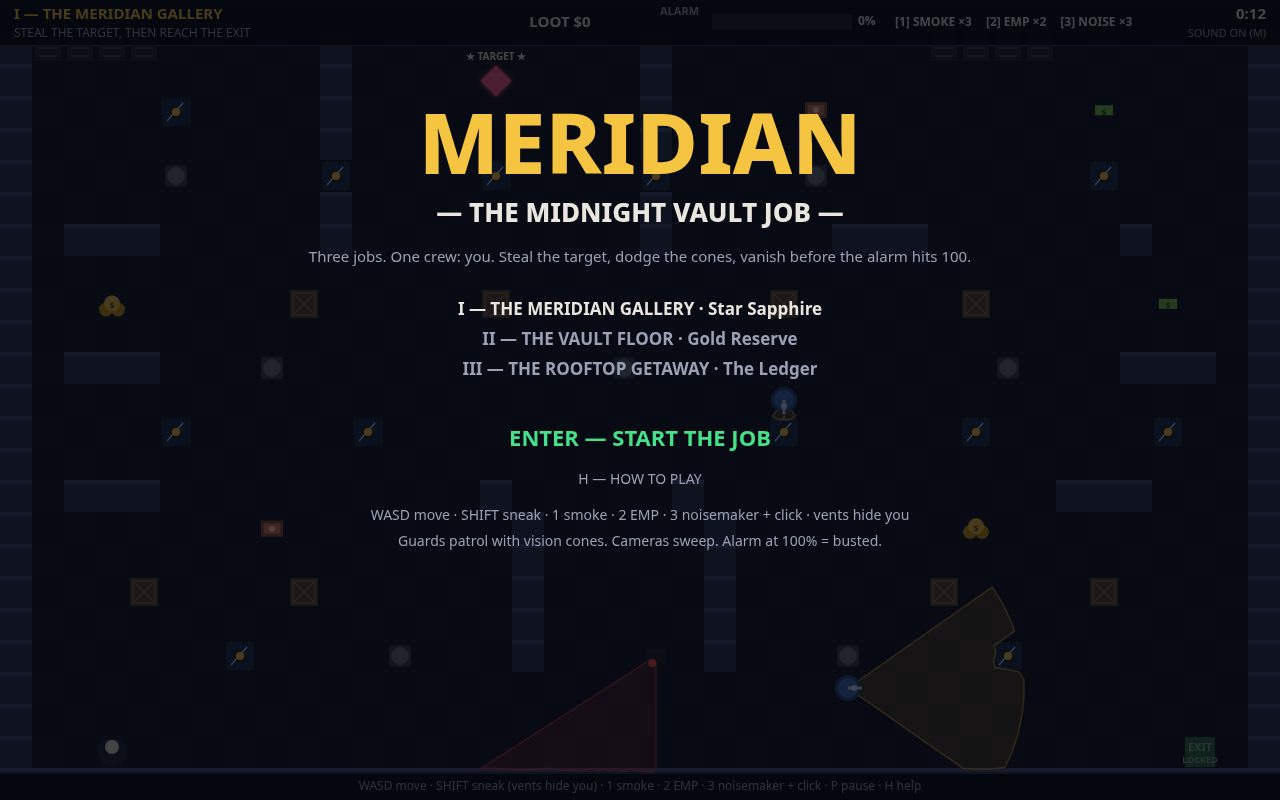 I — THE MERIDIAN GALLERY
STEAL THE TARGET, THEN REACH THE EXIT
LOOT $0
ALARM
0%
[1] SMOKE ×3
[2] EMP ×2
[3] NOISE ×3
0:12
SOUND ON (M)
★ TARGET ★
MERIDIAN
— THE MIDNIGHT VAULT JOB —
Three jobs. One crew: you. Steal the target, dodge the cones, vanish before the alarm hits 100.
$
$
I — THE MERIDIAN GALLERY · Star Sapphire
II — THE VAULT FLOOR · Gold Reserve
III — THE ROOFTOP GETAWAY · The Ledger
ENTER — START THE JOB
H — HOW TO PLAY
WASD move · SHIFT sneak · 1 smoke · 2 EMP · 3 noisemaker + click · vents hide you
$
Guards patrol with vision cones. Cameras sweep. Alarm at 100% = busted.
EXIT
LOCKED
WASD move · SHIFT sneak (vents hide you) · 1 smoke · 2 EMP · 3 noisemaker + click · P pause · H help